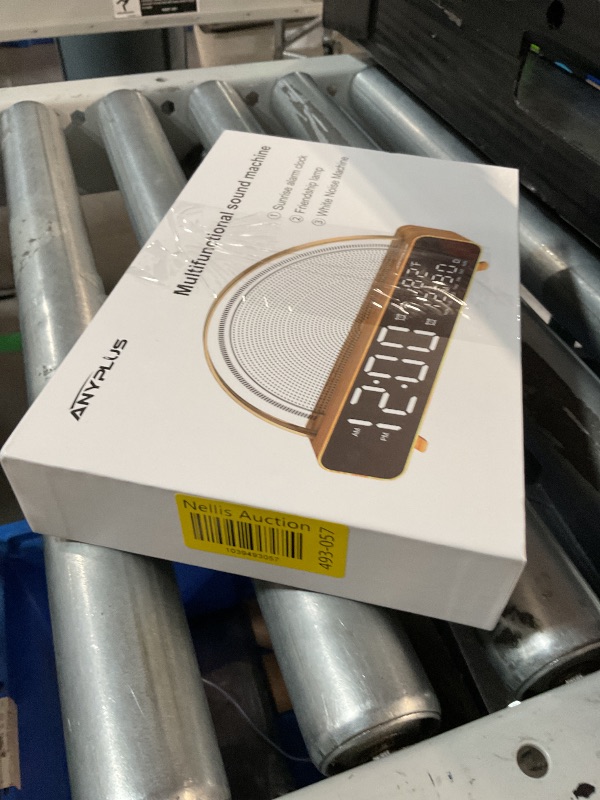 ANYPLUS
Multifunctional sound machine
① Sunrise alarm clock
② Friendship lamp
③ White Noise Machine
AM
PM
12:00
Nellis Auction
1039493057
493-057